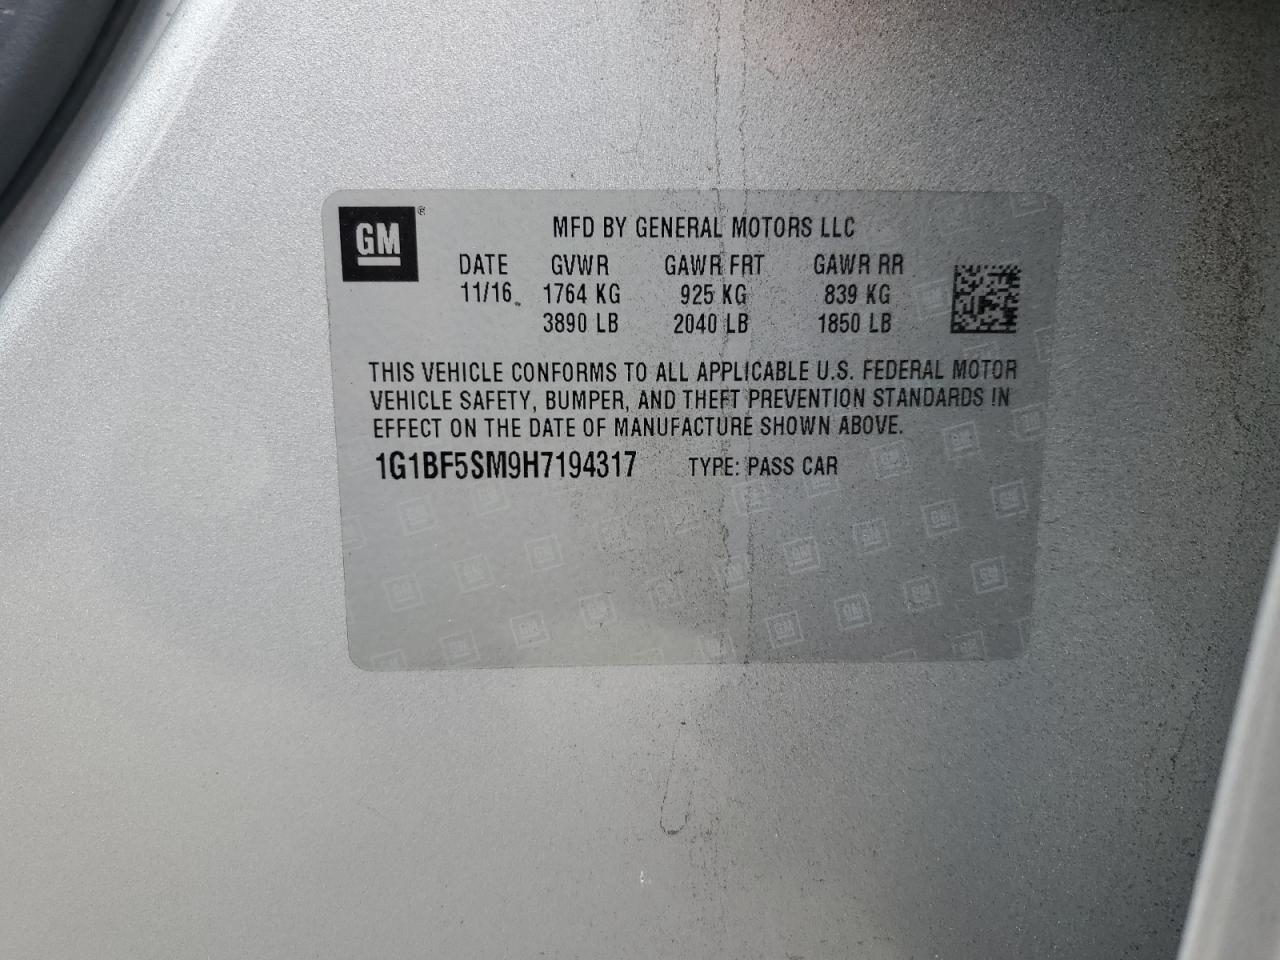 GM®
MFD BY GENERAL MOTORS LLC
DATE GVWR GAWR FRT GAWR RR
11/16 1764 KG 925 KG 839 KG
3890 LB 2040 LB 1850 LB
THIS VEHICLE CONFORMS TO ALL APPLICABLE U.S. FEDERAL MOTOR
VEHICLE SAFETY, BUMPER, AND THEFT PREVENTION STANDARDS IN
EFFECT ON THE DATE OF MANUFACTURE SHOWN ABOVE.
1G1BF5SM9H7194317 TYPE: PASS CAR